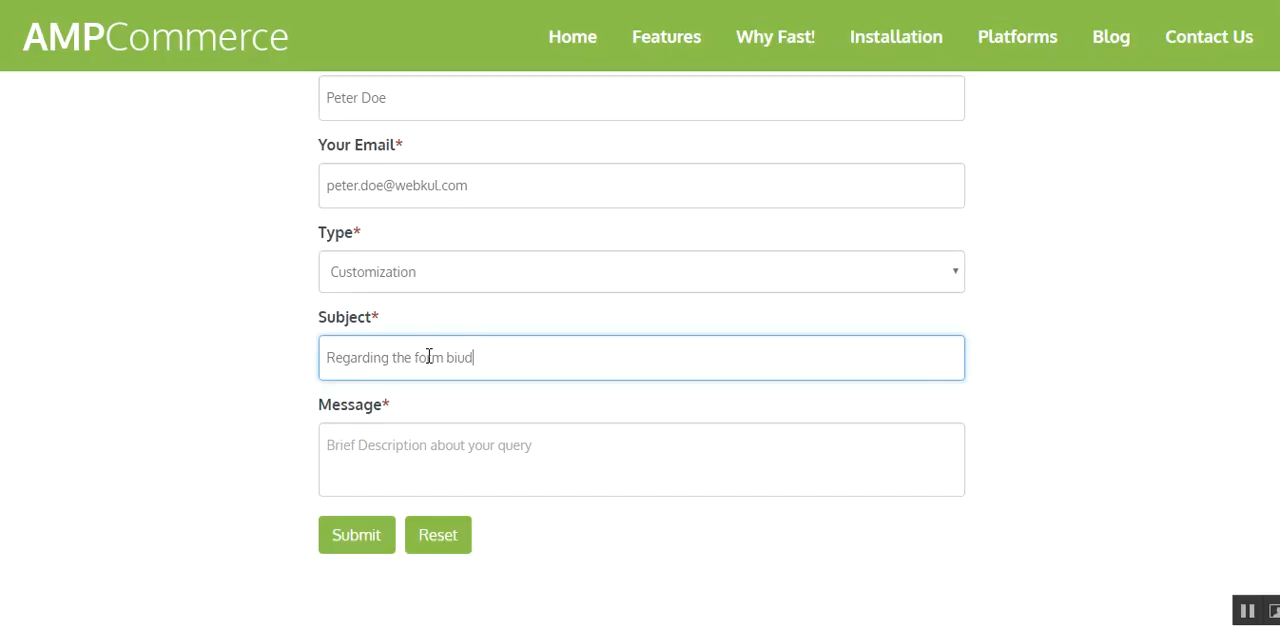 AMPCommerce Home Features Why Fast! Installation Platforms Blog Contact Us
Peter Doe
Your Email*
peter.doe@webkul.com
Type*
Customization
Subject*
Regarding the form biud
Message*
Brief Description about your query
Submit Reset